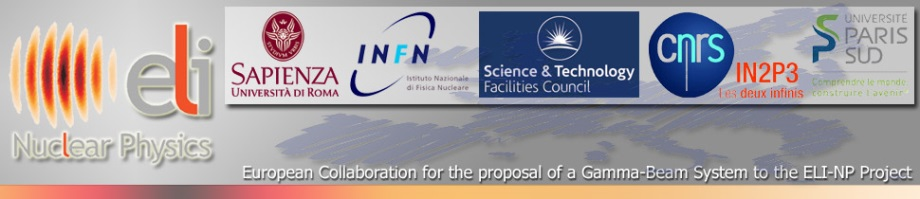 eli
Nuclear Physics
SAPIENZA
UNIVERSITÀ DI ROMA
INFN
Istituto Nazionale
di Fisica Nucleare
Science & Technology
Facilities Council
cnrs
IN2P3
Les deux infinis
UNIVERSITÉ
PARIS
SUD
Comprendre le monde,
construire l'avenir
European Collaboration for the proposal of a Gamma-Beam System to the ELI-NP Project